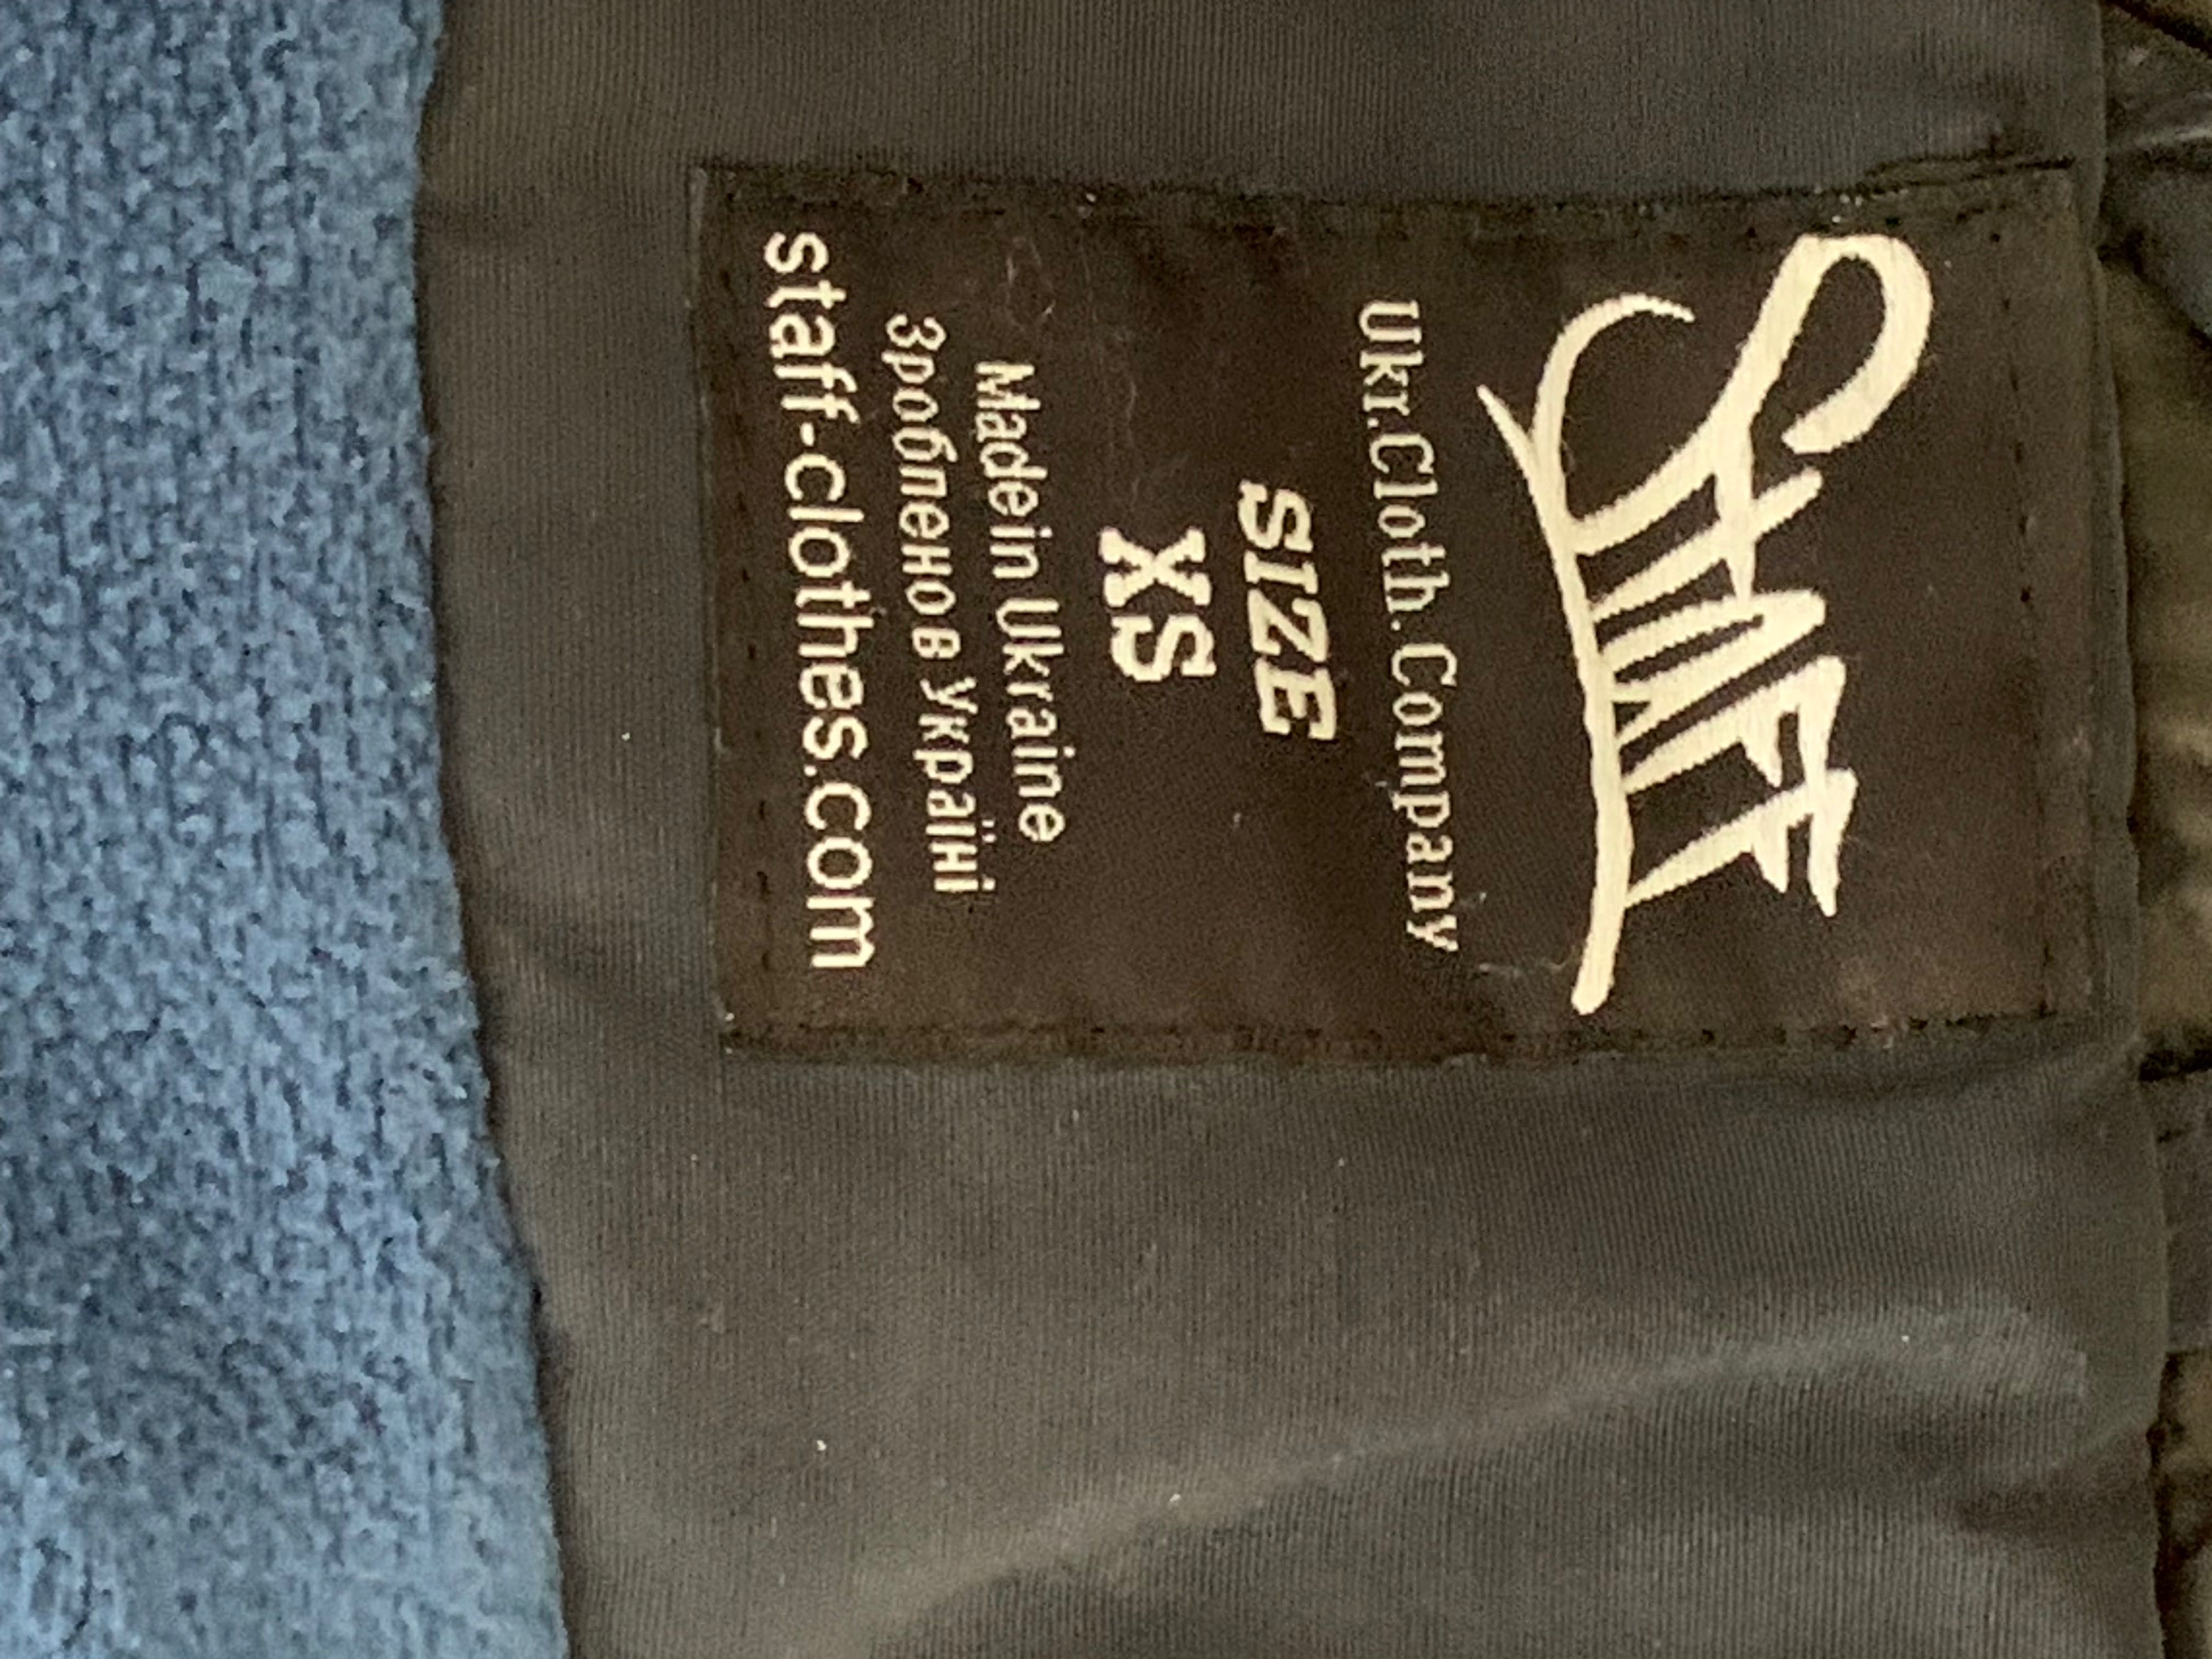 Staff
Ukr.Cloth.Company
SIZE
XS
Made in Ukraine
Зроблено в Україні
staff-clothes.com